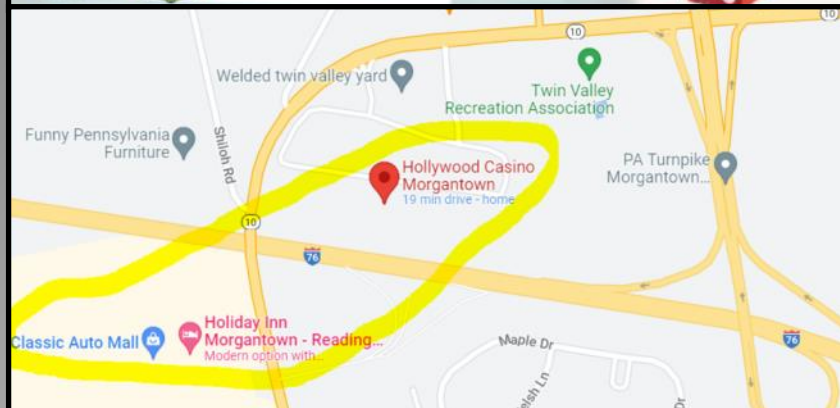 10
10
Welded twin valley yard
Twin Valley
Recreation Association
Funny Pennsylvania
Furniture
Shiloh Rd
Hollywood Casino
Morgantown
19 min drive - home
PA Turnpike
Morgantown...
10
76
Classic Auto Mall
Holiday Inn
Morgantown - Reading...
Modern option with...
Maple Dr
76